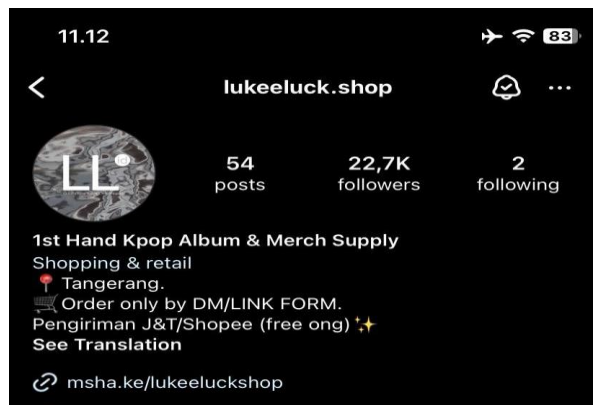 11.12
83
lukeeluck.shop
LL
54
22,7K
2
posts
followers
following
1st Hand Kpop Album & Merch Supply
Shopping & retail
📍 Tangerang.
🛒Order only by DM/LINK FORM.
Pengiriman J&T/Shopee (free ong)✨
See Translation
msha.ke/lukeeluckshop